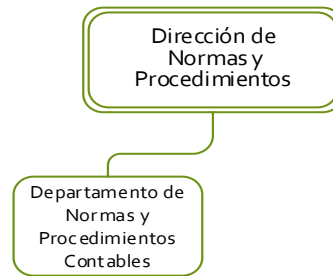 Dirección de
Normas y
Procedimientos
Departamento de
Normas y
Procedimientos
Contables